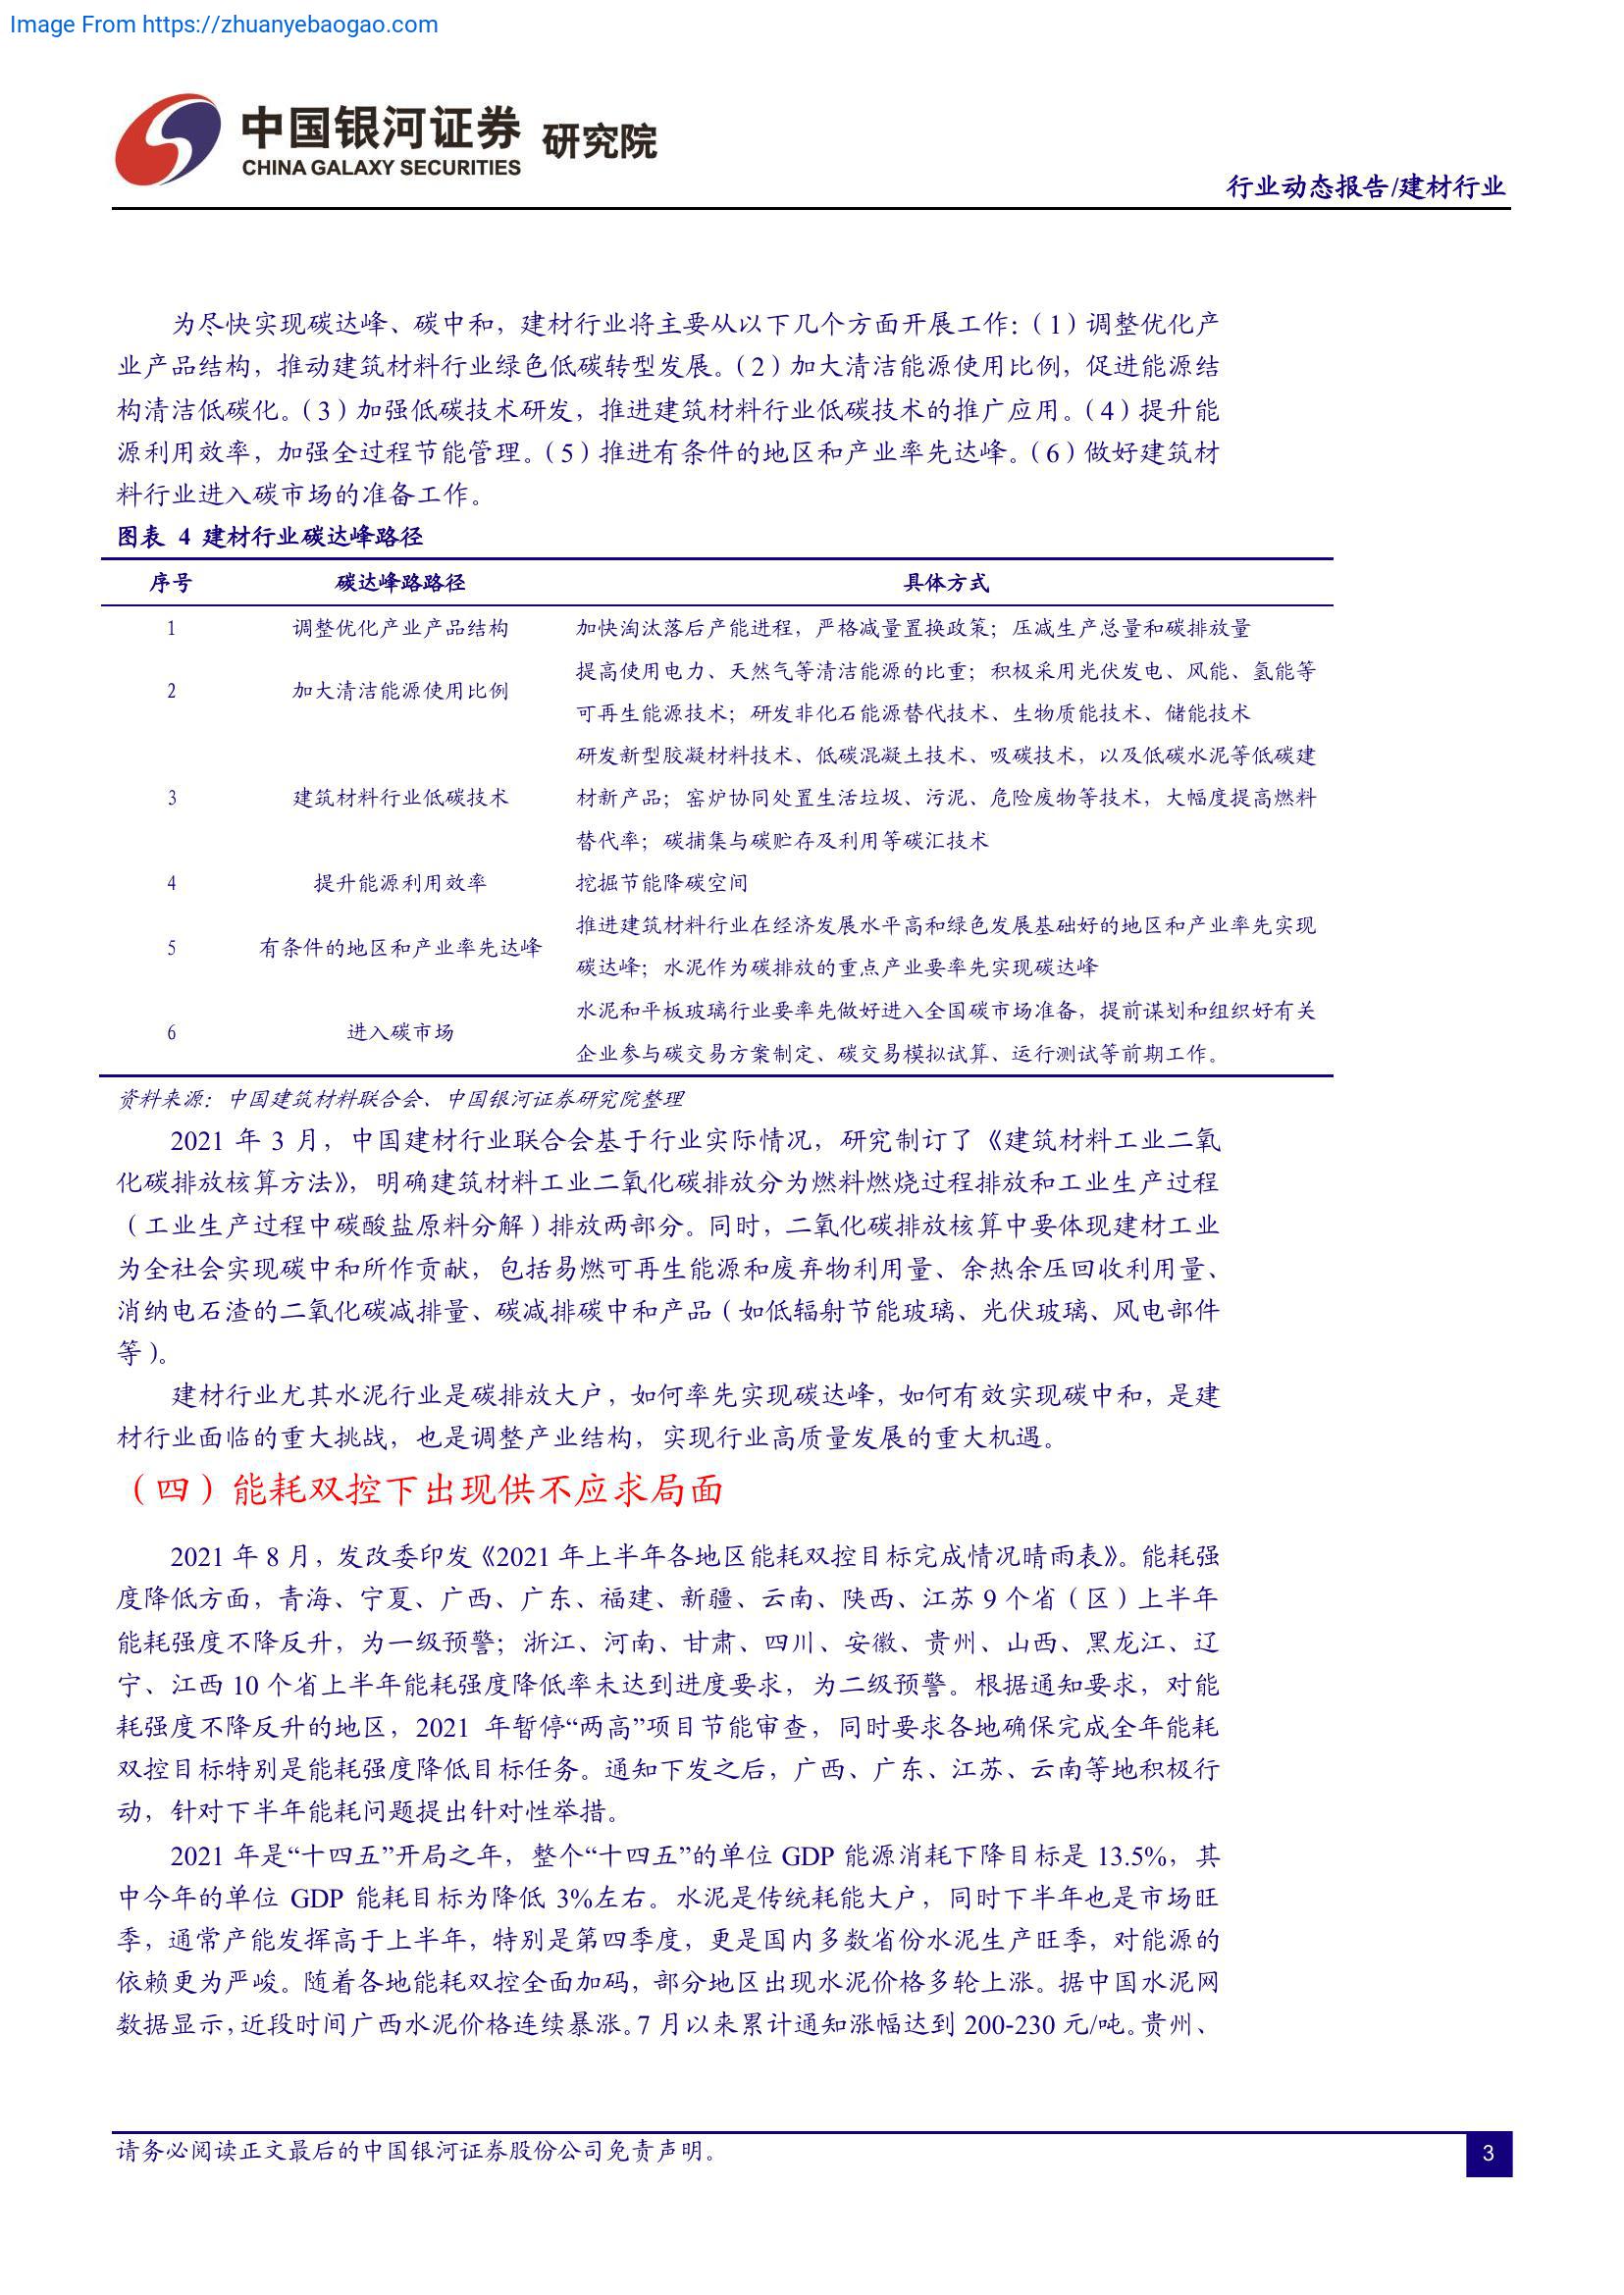 Image From https://zhuanyebaogao.com
中国银河证券 研究院
CHINA GALAXY SECURITIES
行业动态报告/建材行业
为尽快实现碳达峰、碳中和，建材行业将主要从以下几个方面开展工作：（1）调整优化产
业产品结构，推动建筑材料行业绿色低碳转型发展。（2）加大清洁能源使用比例，促进能源结
构清洁低碳化。（3）加强低碳技术研发，推进建筑材料行业低碳技术的推广应用。（4）提升能
源利用效率，加强全过程节能管理。（5）推进有条件的地区和产业率先达峰。（6）做好建筑材
料行业进入碳市场的准备工作。
图表 4 建材行业碳达峰路径
序号 碳达峰路路径 具体方式
1 调整优化产业产品结构 加快淘汰落后产能进程，严格减量置换政策；压减生产总量和碳排放量
2 加大清洁能源使用比例 提高使用电力、天然气等清洁能源的比重；积极采用光伏发电、风能、氢能等
可再生能源技术；研发非化石能源替代技术、生物质能技术、储能技术
研发新型胶凝材料技术、低碳混凝土技术、吸碳技术，以及低碳水泥等低碳建
3 建筑材料行业低碳技术 材新产品；窑炉协同处置生活垃圾、污泥、危险废物等技术，大幅度提高燃料
替代率；碳捕集与碳贮存及利用等碳汇技术
4 提升能源利用效率 挖掘节能降碳空间
5 有条件的地区和产业率先达峰 推进建筑材料行业在经济发展水平高和绿色发展基础好的地区和产业率先实现
碳达峰；水泥作为碳排放的重点产业要率先实现碳达峰
6 进入碳市场 水泥和平板玻璃行业要率先做好进入全国碳市场准备，提前谋划和组织好有关
企业参与碳交易方案制定、碳交易模拟试算、运行测试等前期工作。
资料来源：中国建筑材料联合会、中国银河证券研究院整理
2021 年 3 月，中国建材行业联合会基于行业实际情况，研究制订了《建筑材料工业二氧
化碳排放核算方法》，明确建筑材料工业二氧化碳排放分为燃料燃烧过程排放和工业生产过程
（工业生产过程中碳酸盐原料分解）排放两部分。同时，二氧化碳排放核算中要体现建材工业
为全社会实现碳中和所作贡献，包括易燃可再生能源和废弃物利用量、余热余压回收利用量、
消纳电石渣的二氧化碳减排量、碳减排碳中和产品（如低辐射节能玻璃、光伏玻璃、风电部件
等）。
建材行业尤其水泥行业是碳排放大户，如何率先实现碳达峰，如何有效实现碳中和，是建
材行业面临的重大挑战，也是调整产业结构，实现行业高质量发展的重大机遇。
（四）能耗双控下出现供不应求局面
2021 年 8 月，发改委印发《2021 年上半年各地区能耗双控目标完成情况晴雨表》。能耗强
度降低方面，青海、宁夏、广西、广东、福建、新疆、云南、陕西、江苏 9 个省（区）上半年
能耗强度不降反升，为一级预警；浙江、河南、甘肃、四川、安徽、贵州、山西、黑龙江、辽
宁、江西 10 个省上半年能耗强度降低率未达到进度要求，为二级预警。根据通知要求，对能
耗强度不降反升的地区，2021 年暂停“两高”项目节能审查，同时要求各地确保完成全年能耗
双控目标特别是能耗强度降低目标任务。通知下发之后，广西、广东、江苏、云南等地积极行
动，针对下半年能耗问题提出针对性举措。
2021 年是“十四五”开局之年，整个“十四五”的单位 GDP 能源消耗下降目标是 13.5%，其
中今年的单位 GDP 能耗目标为降低 3%左右。水泥是传统耗能大户，同时下半年也是市场旺
季，通常产能发挥高于上半年，特别是第四季度，更是国内多数省份水泥生产旺季，对能源的
依赖更为严峻。随着各地能耗双控全面加码，部分地区出现水泥价格多轮上涨。据中国水泥网
数据显示，近段时间广西水泥价格连续暴涨。7 月以来累计通知涨幅达到 200-230 元/吨。贵州、
请务必阅读正文最后的中国银河证券股份公司免责声明。
3